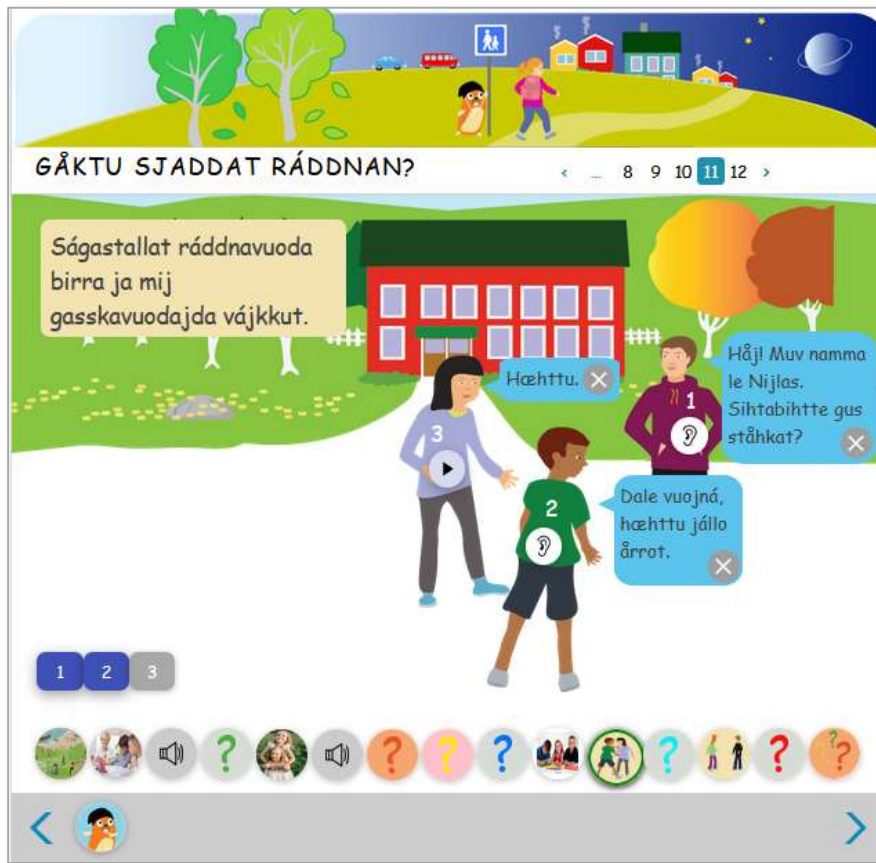 GÅKTU SJADDAT RÁDDNAN?
‹ ... 8 9 10 11 12 ›
Ságastallat ráddnavuoda
birra ja mij
gasskavuodajda vájkkut.
Hæhttu.
Håj! Muv namma
le Nijlas.
Sihtabihtte gus
ståhkat?
1
3
2
Dale vuojná,
hæhttu jállo
årrot.
1 2 3
? ? ? ? ? ? ? ? ?